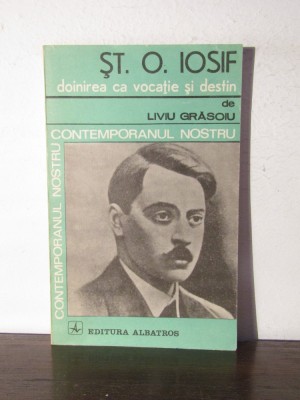 ŞT. O. IOSIF
doinirea ca vocaţie şi destin
de
LIVIU GRĂSOIU
CONTEMPORANUL NOSTRU
CONTEMPORANUL NOSTRU
EDITURA ALBATROS